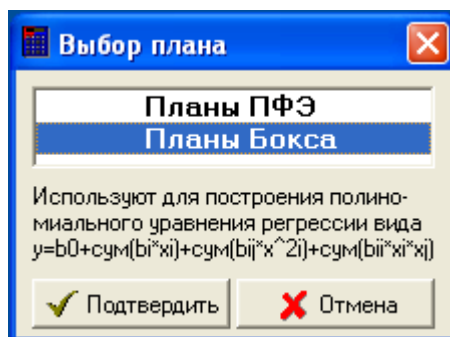 Выбор плана
Планы ПФЭ
Планы Бокса
Используют для построения полино-
миального уравнения регрессии вида
y=b0+сум(bi*xi)+сум(bij*x^2i)+сум(bii*xi*xj)
Подтвердить Отмена